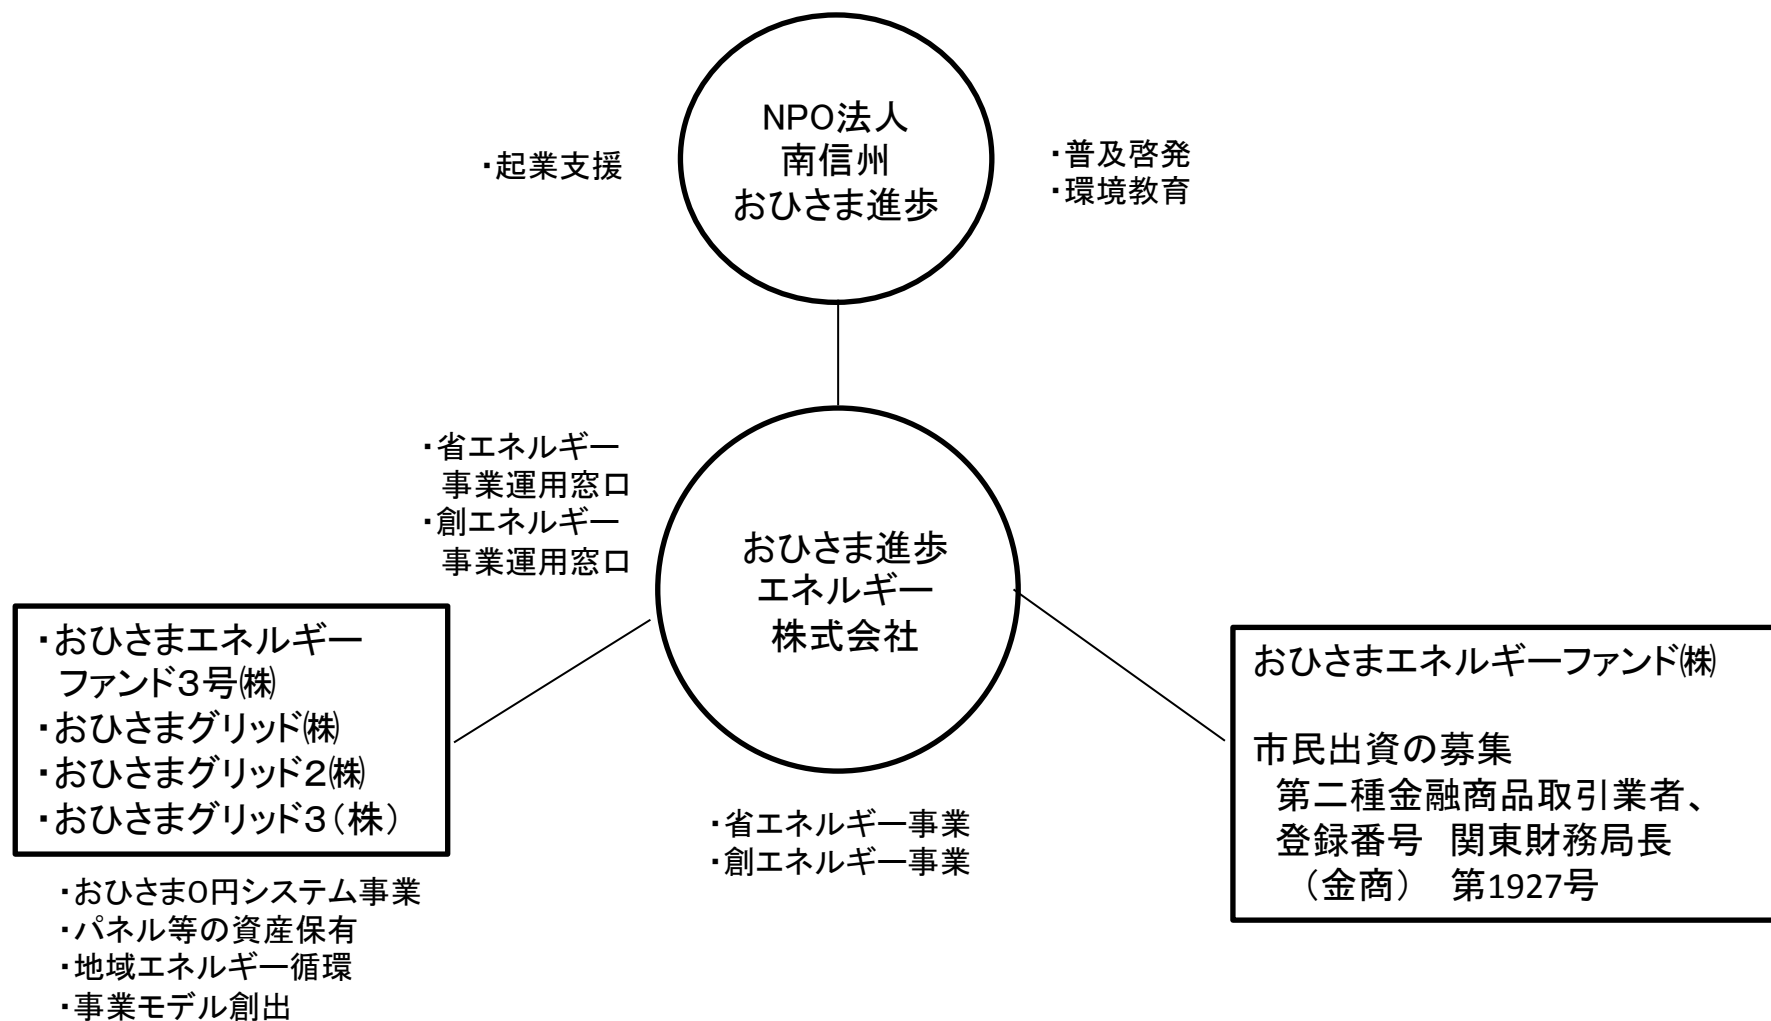 NPO法人
南信州
おひさま進歩
・起業支援
・普及啓発
・環境教育
・省エネルギー
事業運用窓口
・創エネルギー
事業運用窓口
おひさま進歩
エネルギー
株式会社
・省エネルギー事業
・創エネルギー事業
・おひさまエネルギー
ファンド3号㈱
・おひさまグリッド㈱
・おひさまグリッド2㈱
・おひさまグリッド3（株）
・おひさま0円システム事業
・パネル等の資産保有
・地域エネルギー循環
・事業モデル創出
おひさまエネルギーファンド㈱
市民出資の募集
第二種金融商品取引業者、
登録番号　関東財務局長
（金商）　第1927号